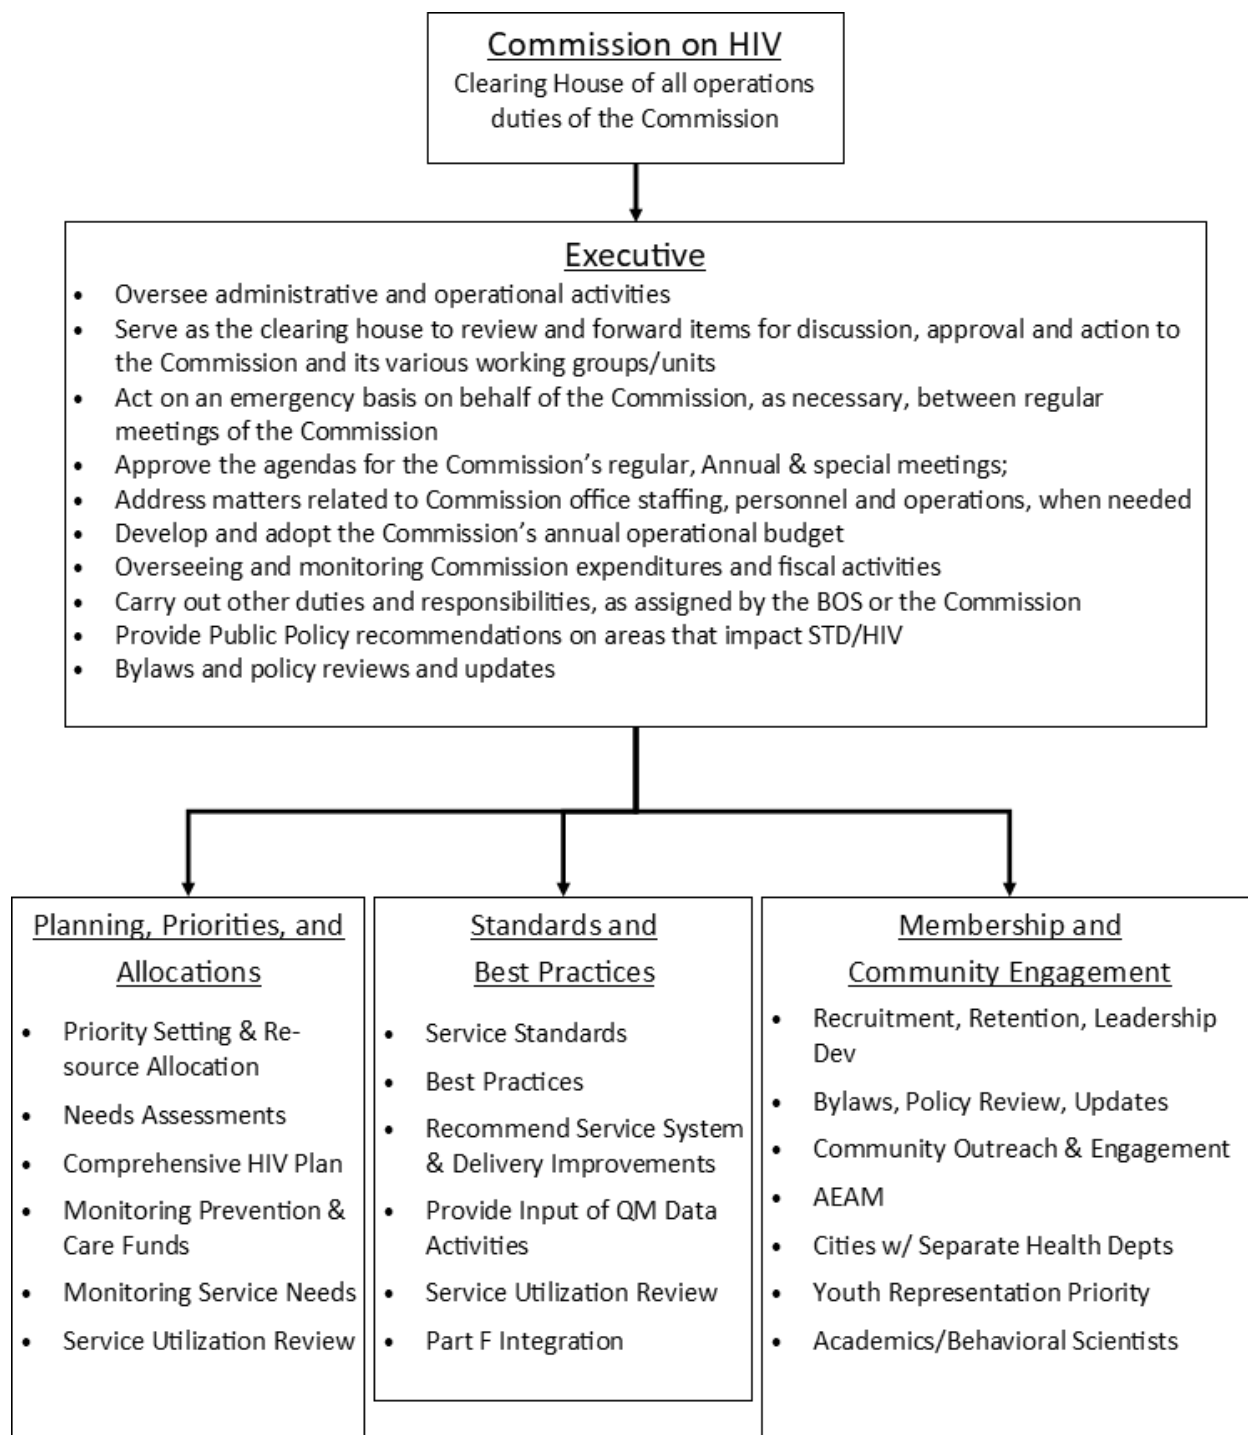 Commission on HIV
Clearing House of all operations
duties of the Commission
Executive
• Oversee administrative and operational activities
• Serve as the clearing house to review and forward items for discussion, approval and action to
the Commission and its various working groups/units
• Act on an emergency basis on behalf of the Commission, as necessary, between regular
meetings of the Commission
• Approve the agendas for the Commission’s regular, Annual & special meetings;
• Address matters related to Commission office staffing, personnel and operations, when needed
• Develop and adopt the Commission’s annual operational budget
• Overseeing and monitoring Commission expenditures and fiscal activities
• Carry out other duties and responsibilities, as assigned by the BOS or the Commission
• Provide Public Policy recommendations on areas that impact STD/HIV
• Bylaws and policy reviews and updates
Planning, Priorities, and
Allocations
• Priority Setting & Re-
source Allocation
• Needs Assessments
• Comprehensive HIV Plan
• Monitoring Prevention &
Care Funds
• Monitoring Service Needs
• Service Utilization Review
Standards and
Best Practices
• Service Standards
• Best Practices
• Recommend Service System
& Delivery Improvements
• Provide Input of QM Data
Activities
• Service Utilization Review
• Part F Integration
Membership and
Community Engagement
• Recruitment, Retention, Leadership
Dev
• Bylaws, Policy Review, Updates
• Community Outreach & Engagement
• AEAM
• Cities w/ Separate Health Depts
• Youth Representation Priority
• Academics/Behavioral Scientists